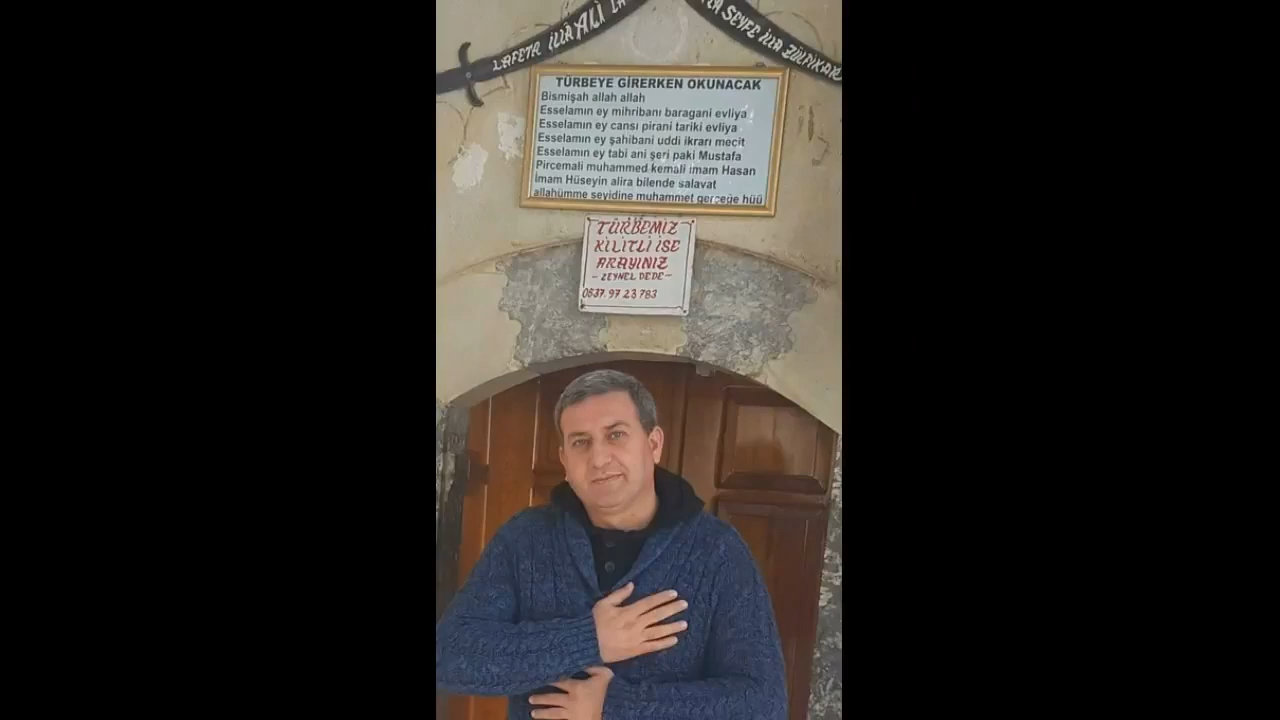 LAFETA İLLÂ ALİ LA
LA SEYFE İLLA ZÜLFİKAR
TÜRBEYE GİRERKEN OKUNACAK
Bismişah allah allah
Esselamın ey mihribanı baragani evliya
Esselamın ey cansı pirani tariki evliya
Esselamın ey şahibani uddi ikrarı mecit
Esselamın ey tabi ani şeri paki Mustafa
Pircemali muhammed kemali imam Hasan
İmam Hüseyin alira bilende salavat
allahümme seyidine muhammet gerçeğe hüü
TÜRBEMİZ
KİLİTLİ İSE
ARAYINIZ
- ZEYNEL DEDE -
0537. 97 23 783